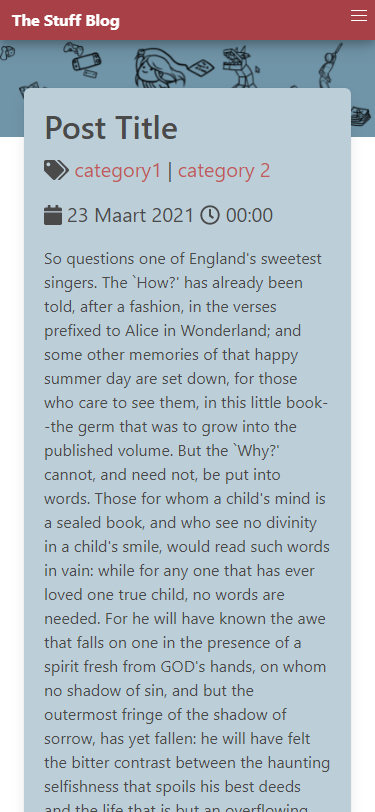 The Stuff Blog
Post Title
category1 | category 2
23 Maart 2021 00:00
So questions one of England's sweetest
singers. The `How?' has already been
told, after a fashion, in the verses
prefixed to Alice in Wonderland; and
some other memories of that happy
summer day are set down, for those
who care to see them, in this little book-
-the germ that was to grow into the
published volume. But the `Why?'
cannot, and need not, be put into
words. Those for whom a child's mind is
a sealed book, and who see no divinity
in a child's smile, would read such words
in vain: while for any one that has ever
loved one true child, no words are
needed. For he will have known the awe
that falls on one in the presence of a
spirit fresh from GOD's hands, on whom
no shadow of sin, and but the
outermost fringe of the shadow of
sorrow, has yet fallen: he will have felt
the bitter contrast between the haunting
selfishness that spoils his best deeds
and the life that is but an overflowing